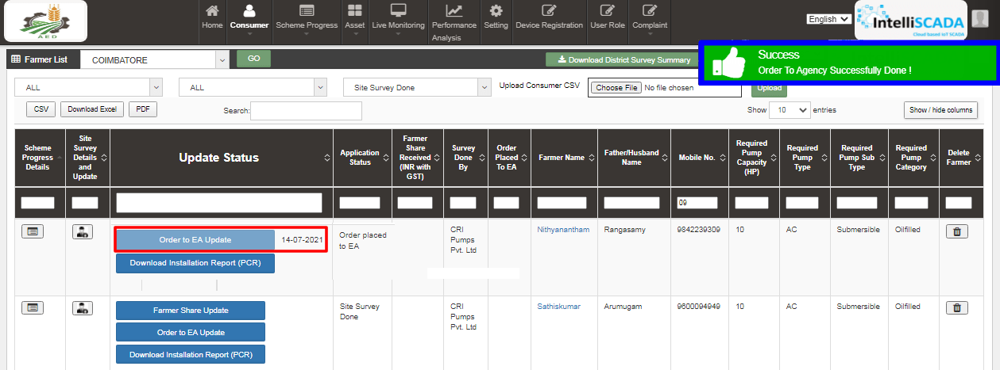 AED
Home
Consumer
Scheme Progress
Asset
Live Monitoring
Performance
Analysis
Setting
Device Registration
User Role
Complaint
English
IntelliSCADA
Cloud based IoT SCADA
Farmer List
COIMBATORE
GO
Download District Survey Summary
Success
Order To Agency Successfully Done !
ALL
ALL
Site Survey Done
Upload Consumer CSV
Choose File No file chosen
Upload
CSV
Download Excel
PDF
Search:
Show 10 entries
Show / hide columns
Scheme
Progress
Details
Site
Survey
Details
and
Update
Update Status
Application
Status
Farmer
Share
Received
(INR with
GST)
Survey
Done
By
Order
Placed
To EA
Farmer Name
Father/Husband
Name
Mobile No.
Required
Pump
Capacity
(HP)
Required
Pump
Type
Required
Pump Sub
Type
Required
Pump
Category
Delete
Farmer
09
Order to EA Update
14-07-2021
Download Installation Report (PCR)
Order placed
to EA
CRI
Pumps
Pvt. Ltd
Nithyanantham
Rangasamy
9842239309
10
AC
Submersible
Oilfilled
Farmer Share Update
Order to EA Update
Download Installation Report (PCR)
Site Survey
Done
CRI
Pumps
Pvt. Ltd
Sathiskumar
Arumugam
9600094949
10
AC
Submersible
Oilfilled